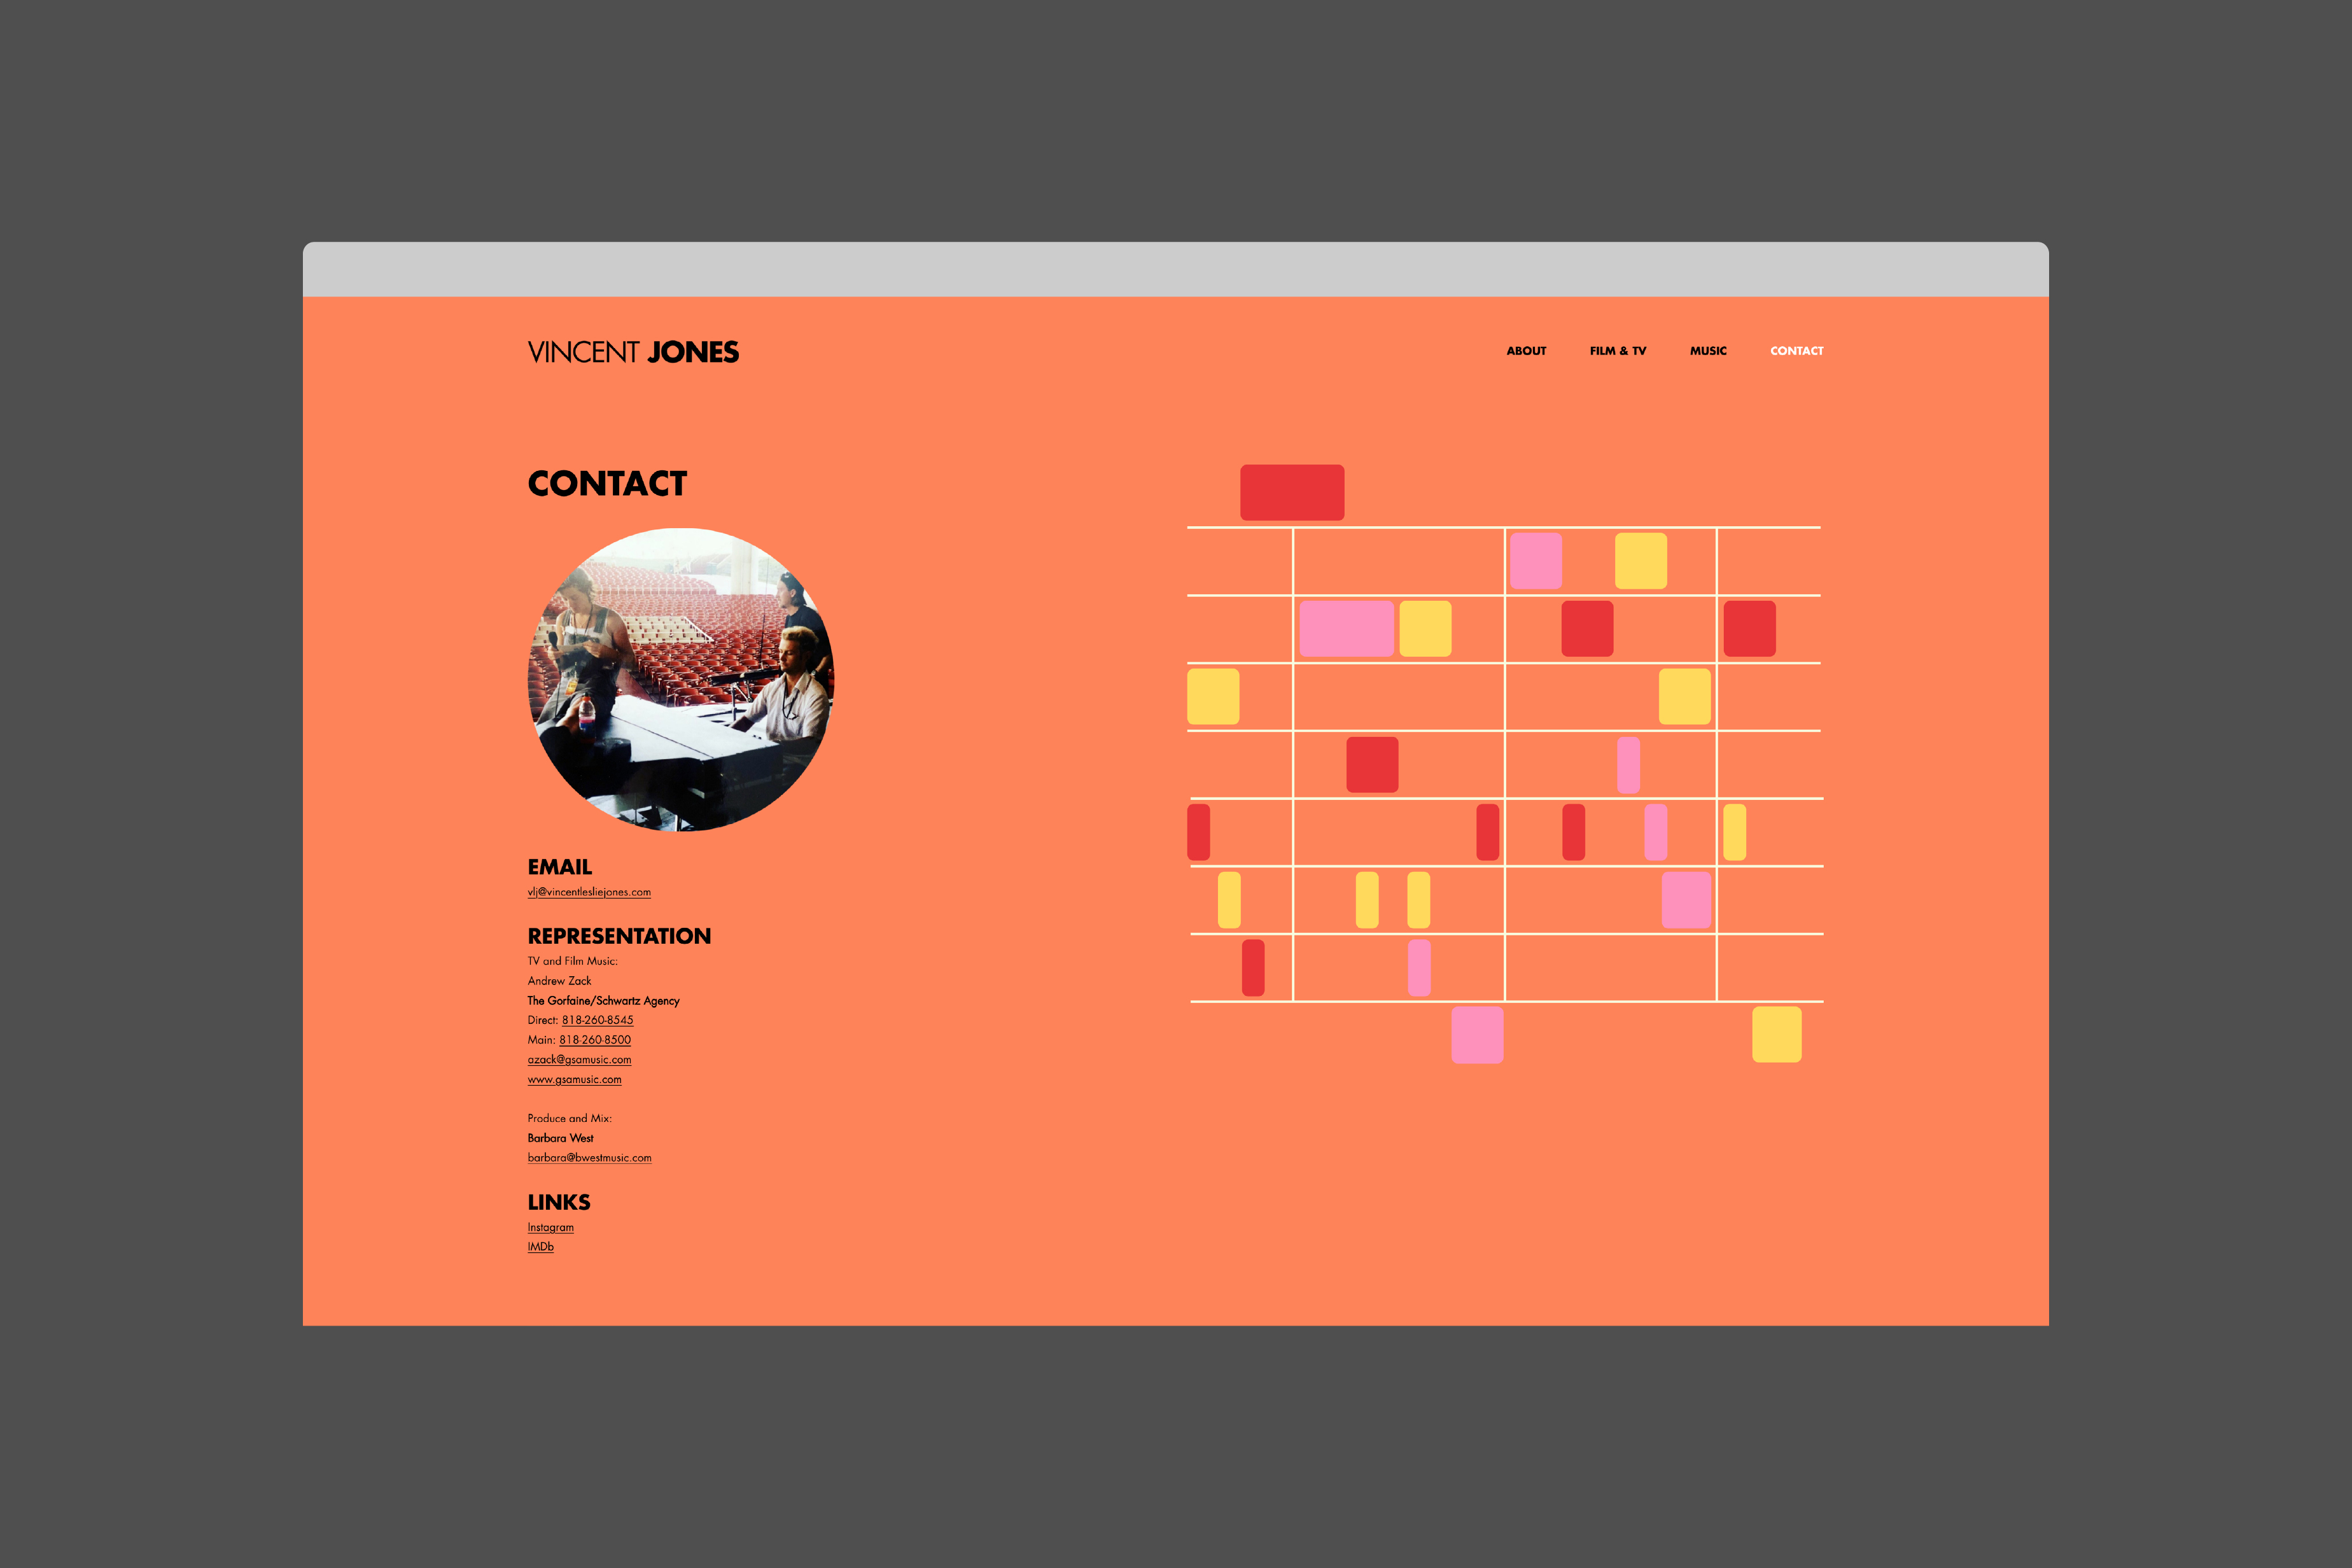 VINCENT JONES
ABOUT FILM & TV MUSIC CONTACT
CONTACT
EMAIL
vlj@vincentlesliejones.com
REPRESENTATION
TV and Film Music:
Andrew Zack
The Gorfaine/Schwartz Agency
Direct: 818-260-8545
Main: 818-260-8500
azack@gsamusic.com
www.gsamusic.com
Produce and Mix:
Barbara West
barbara@bwestmusic.com
LINKS
Instagram
IMDb